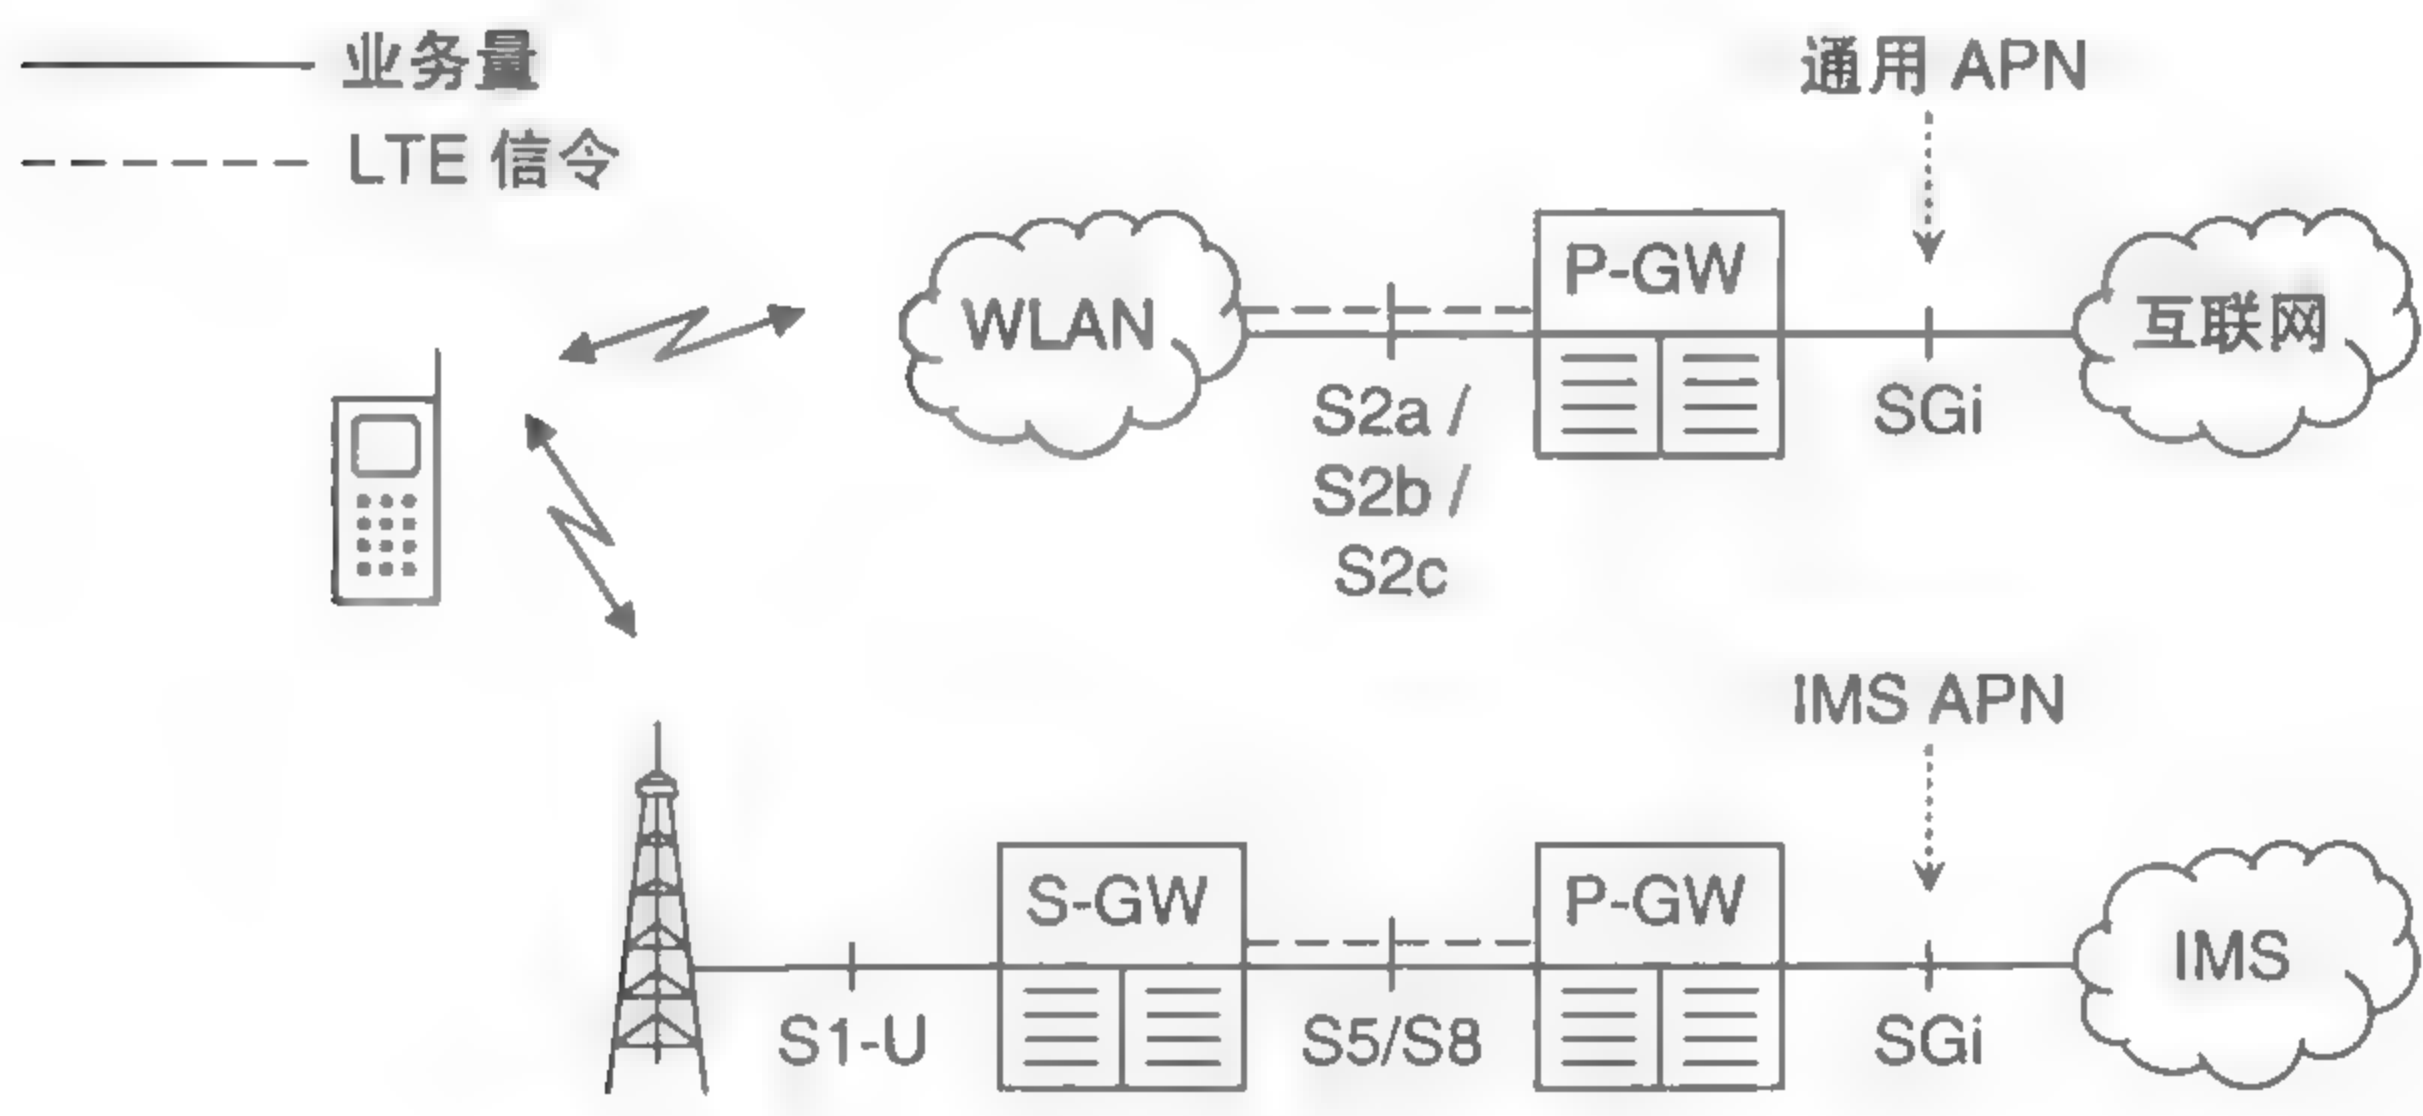 业务量
LTE 信令
通用 APN
WLAN
P-GW
互联网
S2a /
S2b /
S2c
SGi
IMS APN
S-GW
P-GW
IMS
S1-U
S5/S8
SGi